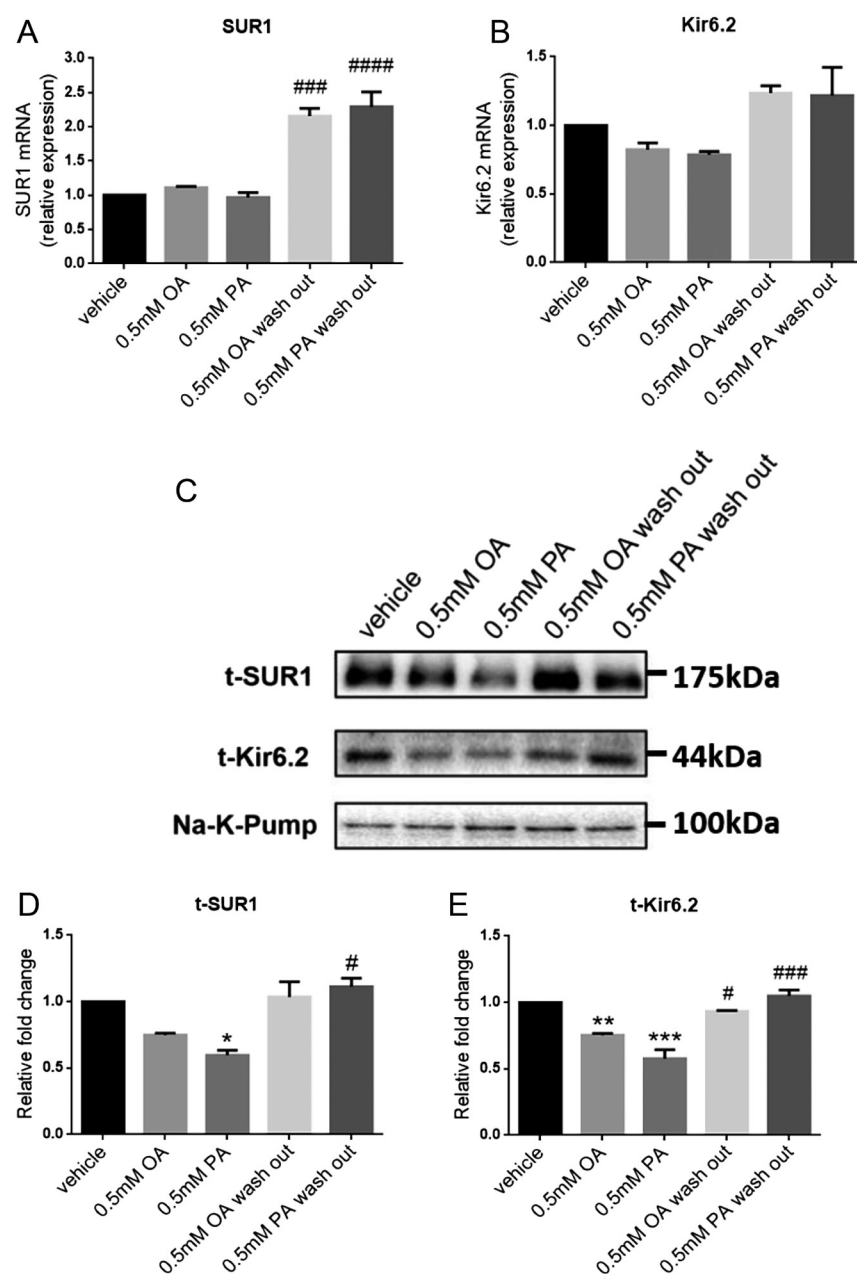 A
SUR1
SUR1 mRNA
(relative expression)
3.0
2.5
2.0
1.5
1.0
0.5
0.0
###
####
vehicle
0.5mM OA
0.5mM PA
0.5mM OA wash out
0.5mM PA wash out
B
Kir6.2
Kir6.2 mRNA
(relative expression)
1.5
1.0
0.5
0.0
vehicle
0.5mM OA
0.5mM PA
0.5mM OA wash out
0.5mM PA wash out
C
vehicle
0.5mM OA
0.5mM PA
0.5mM OA wash out
0.5mM PA wash out
t-SUR1
175kDa
t-Kir6.2
44kDa
Na-K-Pump
100kDa
D
t-SUR1
Relative fold change
1.5
1.0
0.5
0.0
*
#
vehicle
0.5mM OA
0.5mM PA
0.5mM OA wash out
0.5mM PA wash out
E
t-Kir6.2
Relative fold change
1.5
1.0
0.5
0.0
**
***
#
###
vehicle
0.5mM OA
0.5mM PA
0.5mM OA wash out
0.5mM PA wash out